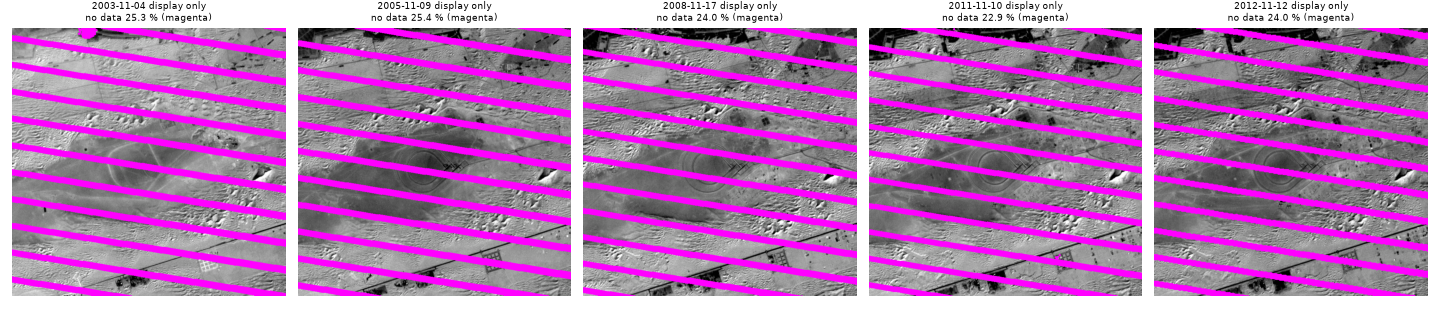 2003-11-04 display only
no data 25.3 % (magenta)
2005-11-09 display only
no data 25.4 % (magenta)
2008-11-17 display only
no data 24.0 % (magenta)
2011-11-10 display only
no data 22.9 % (magenta)
2012-11-12 display only
no data 24.0 % (magenta)